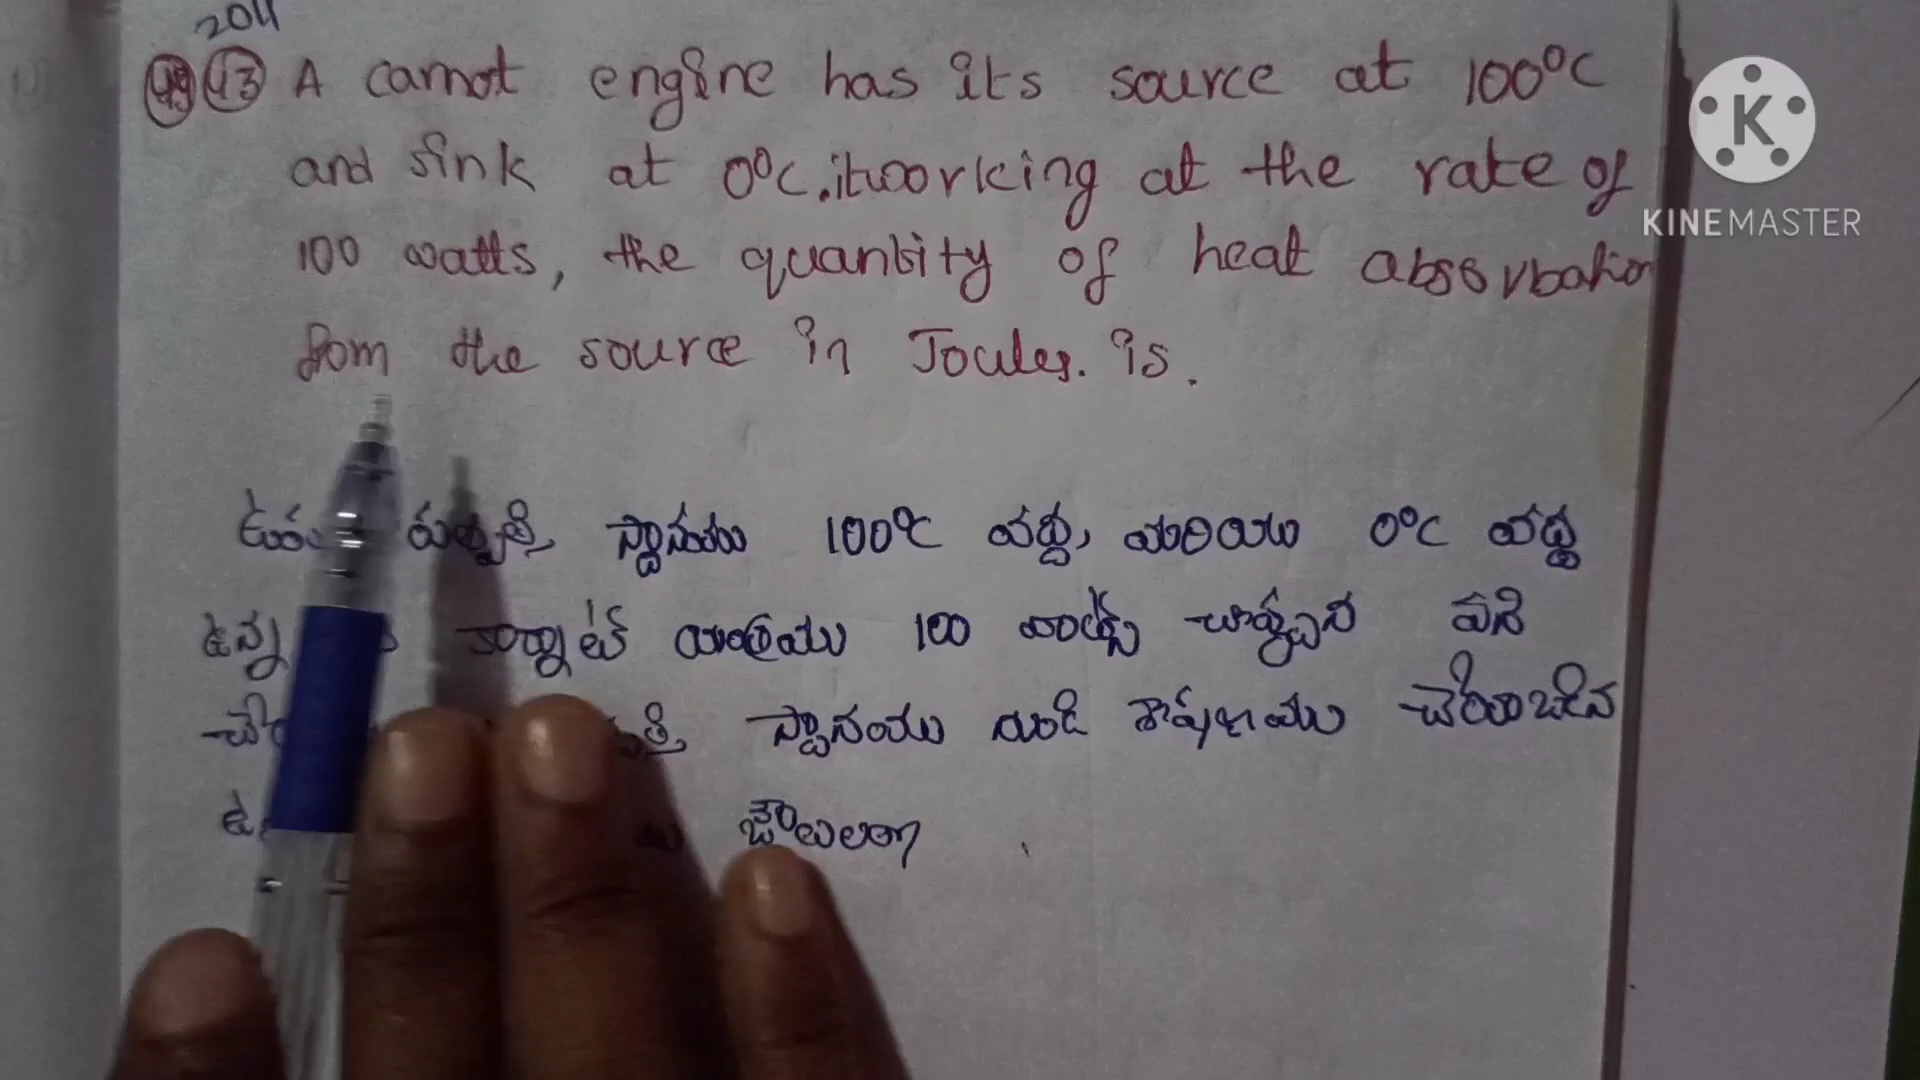 2011
49 13 A carnot engine has its source at 100°C
and sink at 0°C. it working at the rate of
100 watts, the quantity of heat absorbation
from the source in Joules. is.
స్థానము 100°C వద్ద, మరియు 0°C వద్ద
ఉన్న కార్నాట్ యంత్రము 100 వాట్స్ చొప్పున పని
స్థానము నుండి శోషణము చేయబడిన
జౌలులలో
K
KINEMASTER